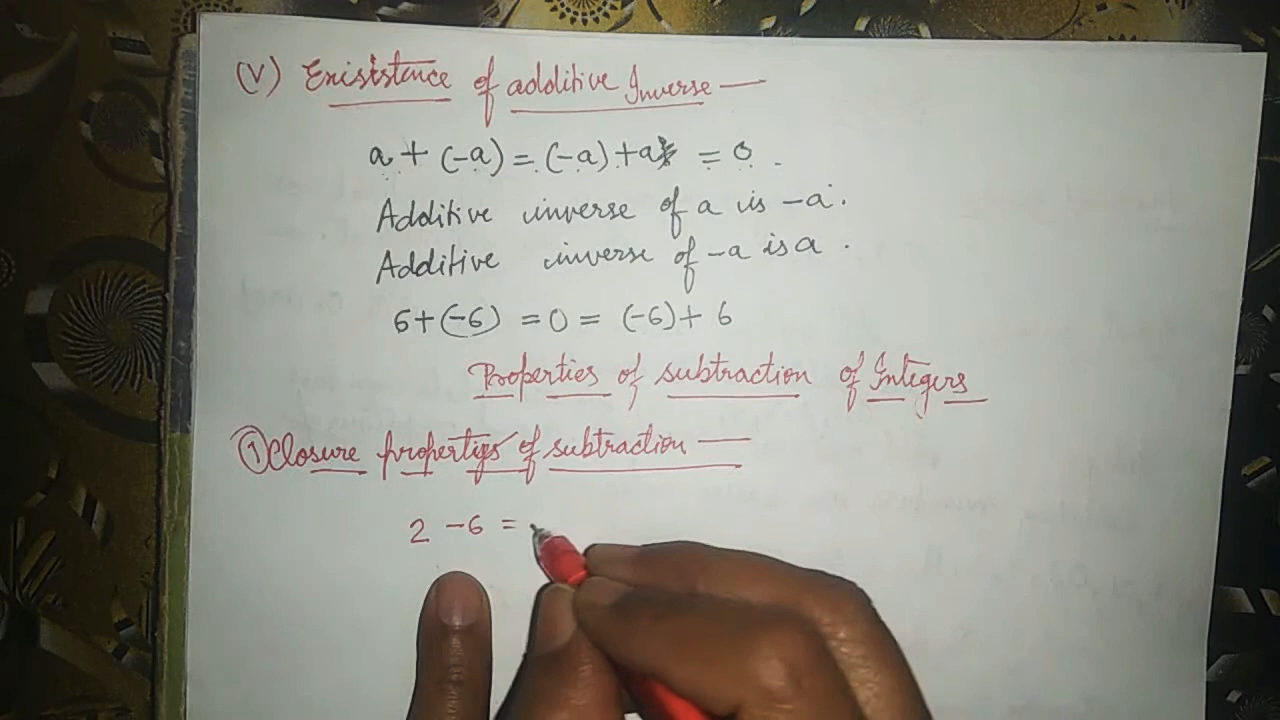 (V) Exisistence of additive Inverse —
a + (-a) = (-a) + a = 0 .
Additive inverse of a is -a .
Additive inverse of -a is a .
6+(-6) = 0 = (-6)+ 6
Properties of subtraction of Integers
① Closure properties of subtraction —
2 - 6 =